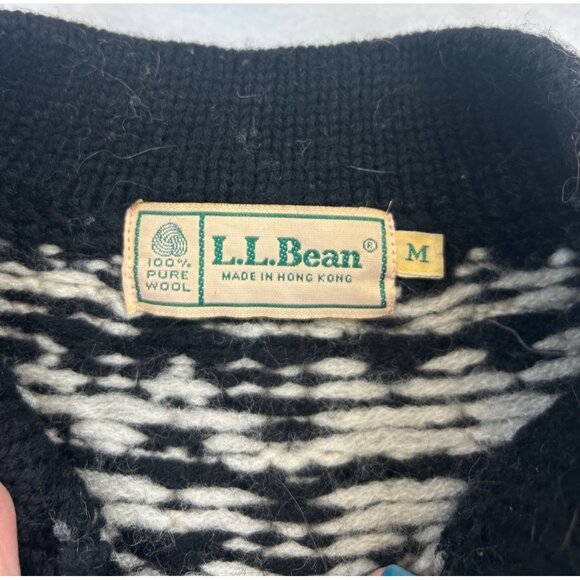 100%
PURE
WOOL
L.L.Bean®
MADE IN HONG KONG
M